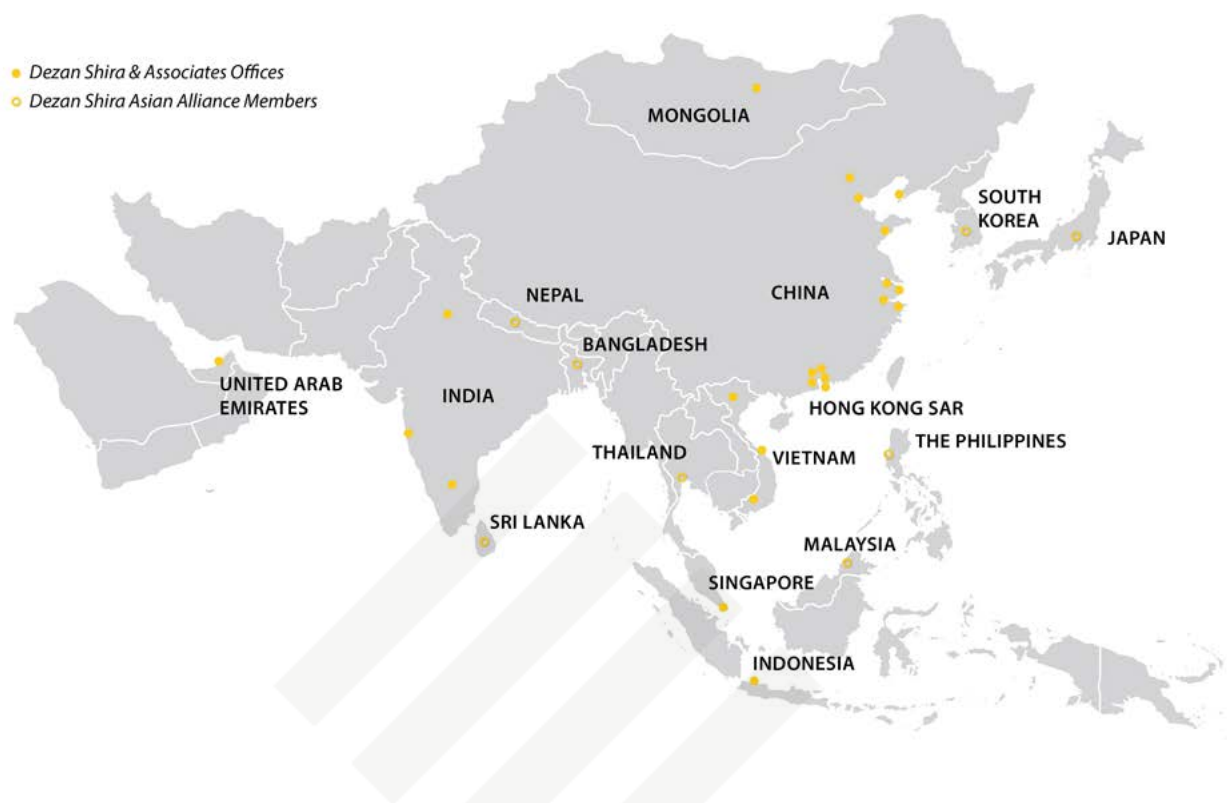 Dezan Shira & Associates Offices
Dezan Shira Asian Alliance Members
MONGOLIA
SOUTH
KOREA
JAPAN
CHINA
NEPAL
BANGLADESH
UNITED ARAB
EMIRATES
INDIA
HONG KONG SAR
THE PHILIPPINES
THAILAND
VIETNAM
SRI LANKA
MALAYSIA
SINGAPORE
INDONESIA